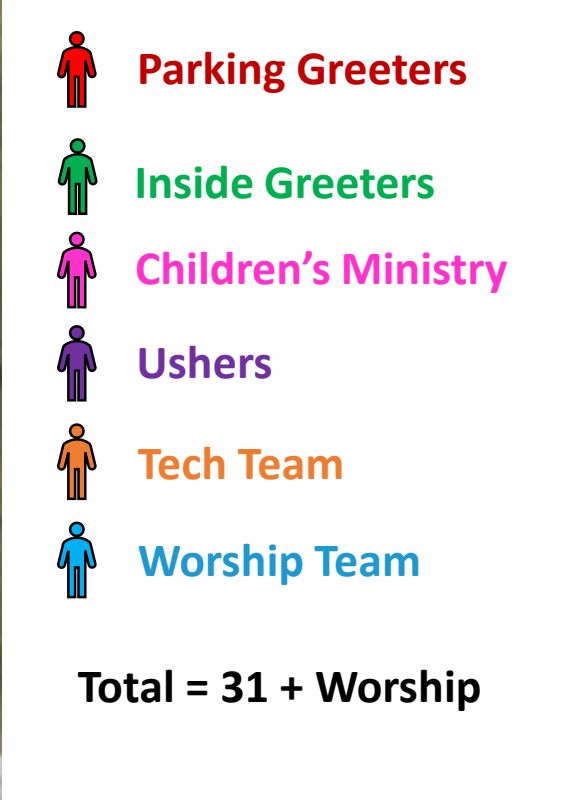 Parking Greeters
Inside Greeters
Children’s Ministry
Ushers
Tech Team
Worship Team
Total = 31 + Worship